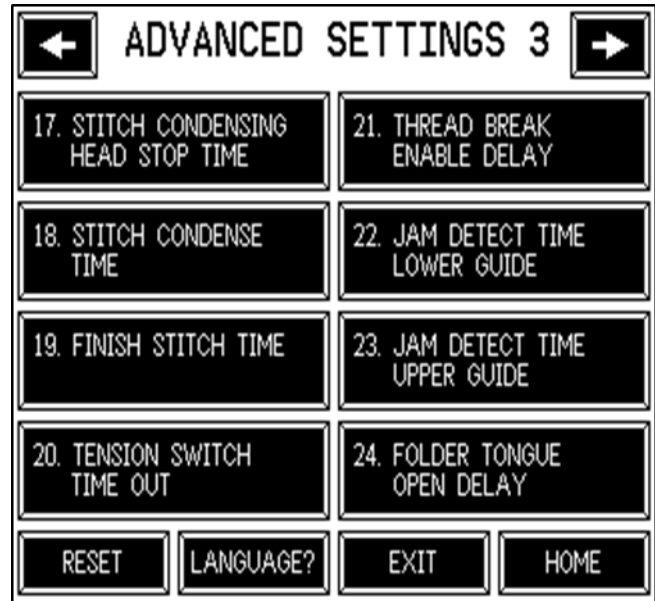 ADVANCED SETTINGS 3
17. STITCH CONDENSING
HEAD STOP TIME
18. STITCH CONDENSE
TIME
19. FINISH STITCH TIME
20. TENSION SWITCH
TIME OUT
21. THREAD BREAK
ENABLE DELAY
22. JAM DETECT TIME
LOWER GUIDE
23. JAM DETECT TIME
UPPER GUIDE
24. FOLDER TONGUE
OPEN DELAY
RESET
LANGUAGE?
EXIT
HOME